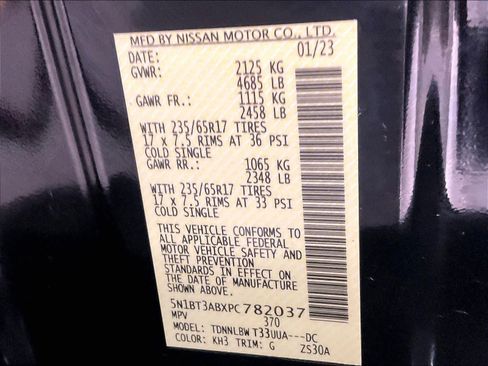 MFD BY NISSAN MOTOR CO., LTD.
DATE: 01/23
GVWR: 2125 KG
4685 LB
GAWR FR.: 1115 KG
2458 LB
WITH 235/65R17 TIRES
17 x 7.5 RIMS AT 36 PSI
COLD SINGLE
GAWR RR.: 1065 KG
2348 LB
WITH 235/65R17 TIRES
17 x 7.5 RIMS AT 33 PSI
COLD SINGLE
THIS VEHICLE CONFORMS TO
ALL APPLICABLE FEDERAL
MOTOR VEHICLE SAFETY AND
THEFT PREVENTION
STANDARDS IN EFFECT ON
THE DATE OF MANUFACTURE
SHOWN ABOVE.
5N1BT3ABXPC782037
MPV 370
MODEL: TDNNLBW T33UUA---DC
COLOR: KH3 TRIM: G ZS30A